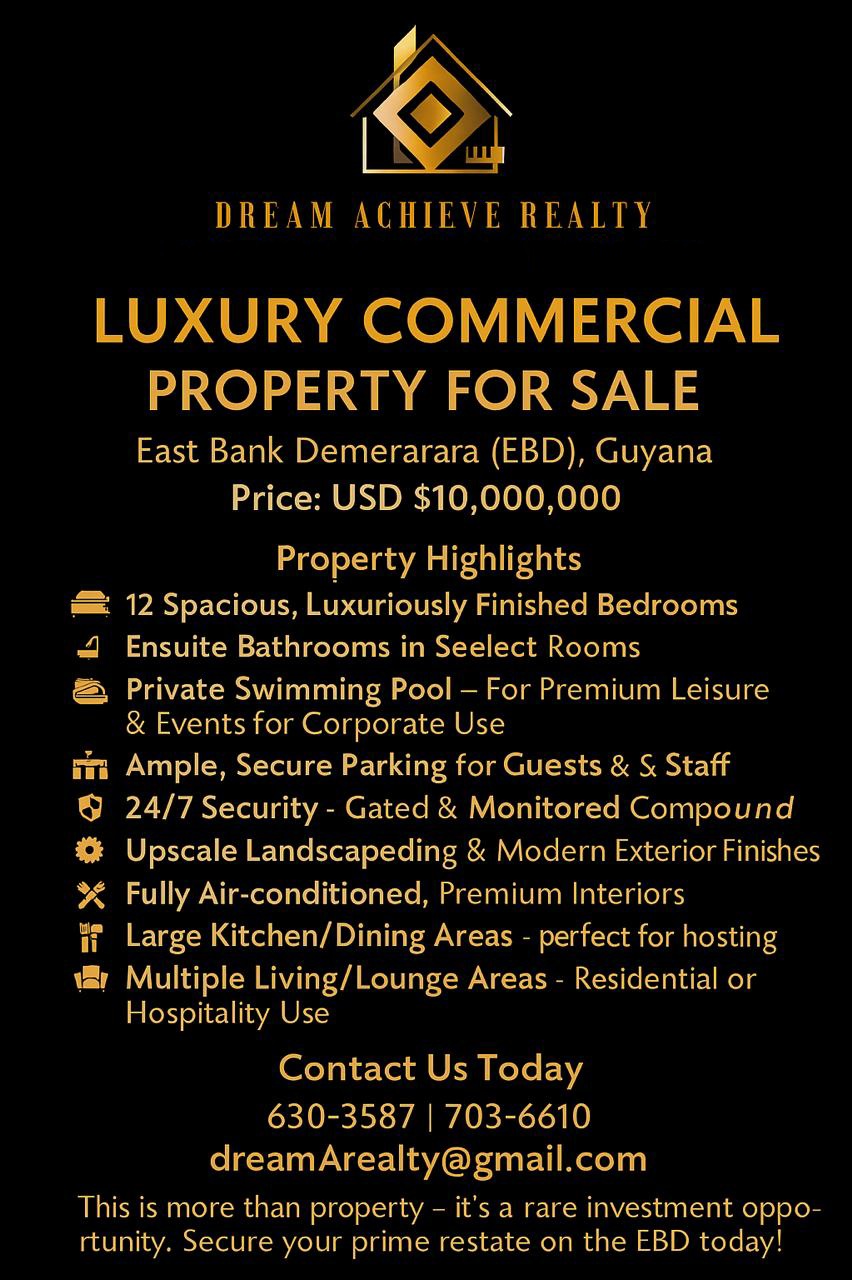 DREAM ACHIEVE REALTY
LUXURY COMMERCIAL
PROPERTY FOR SALE
East Bank Demerarara (EBD), Guyana
Price: USD $10,000,000
Property Highlights
12 Spacious, Luxuriously Finished Bedrooms
Ensuite Bathrooms in Seelect Rooms
Private Swimming Pool – For Premium Leisure
& Events for Corporate Use
Ample, Secure Parking for Guests & S Staff
24/7 Security - Gated & Monitored Compound
Upscale Landscapeding & Modern Exterior Finishes
Fully Air-conditioned, Premium Interiors
Large Kitchen/Dining Areas - perfect for hosting
Multiple Living/Lounge Areas - Residential or
Hospitality Use
Contact Us Today
630-3587 | 703-6610
dreamArealty@gmail.com
This is more than property – it's a rare investment oppo-
rtunity. Secure your prime restate on the EBD today!